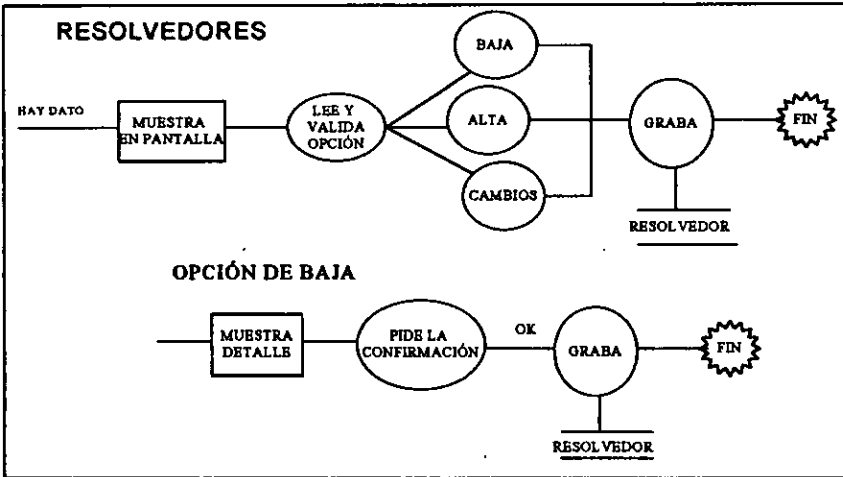 RESOLVEDORES
HAY DATO
MUESTRA
EN PANTALLA
LEE Y
VALIDA
OPCIÓN
BAJA
ALTA
CAMBIOS
GRABA
FIN
RESOLVEDOR
OPCIÓN DE BAJA
MUESTRA
DETALLE
PIDE LA
CONFIRMACIÓN
OK
GRABA
FIN
RESOLVEDOR